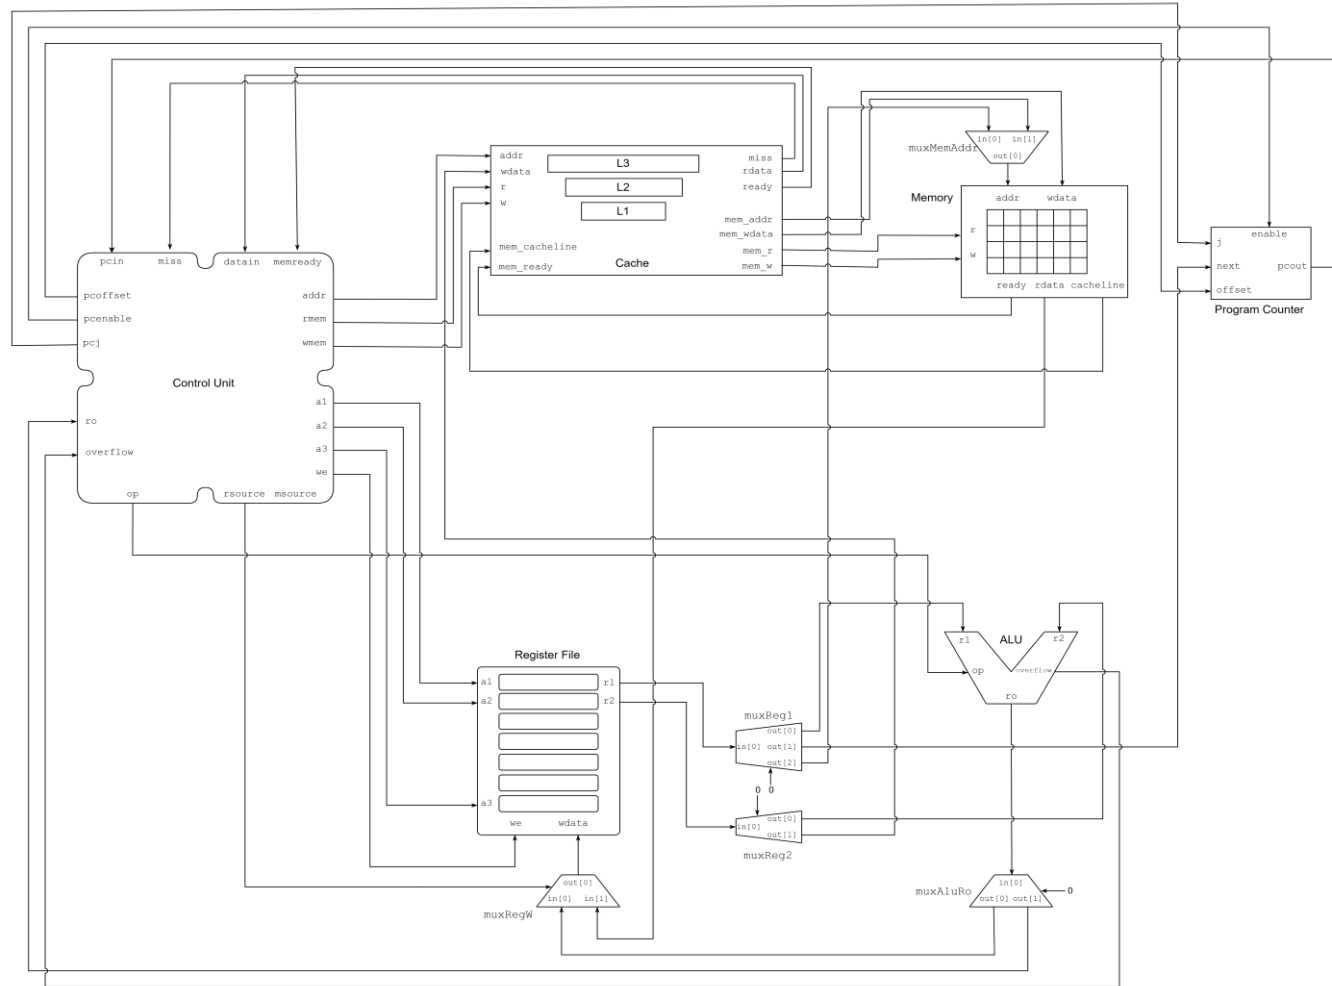 in[0] in[1]
muxMemAddr
out[0]
addr
L3
miss
wdata
rdata
r
L2
ready
w
L1
mem_addr
mem_wdata
mem_cacheline
mem_r
mem_ready
Cache
mem_w
Memory
addr wdata
r
w
ready rdata cacheline
enable
j
next pcout
offset
Program Counter
pcin miss datain memready
pcoffset addr
pcenable rmem
pcj wmem
Control Unit
a1
ro
a2
overflow
a3
we
op rsource msource
Register File
a1 r1
a2 r2
a3
we wdata
out[0]
in[0] in[1]
muxRegW
muxReg1
out[0]
in[0] out[1]
out[2]
0 0
out[0]
in[0]
out[1]
muxReg2
r1 ALU r2
op overflow
ro
muxAluRo
in[0]
0
out[0] out[1]